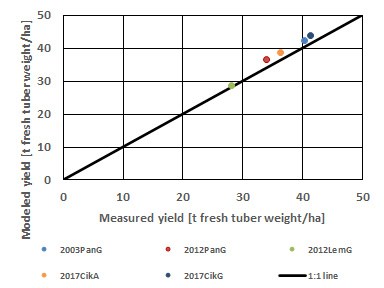 Modeled yield [t fresh tuber weight/ha]
50
40
30
20
10
0
0 10 20 30 40 50
Measured yield [t fresh tuber weight/ha]
2003PanG 2012PanG 2012LemG
2017CikA 2017CikG 1:1 line